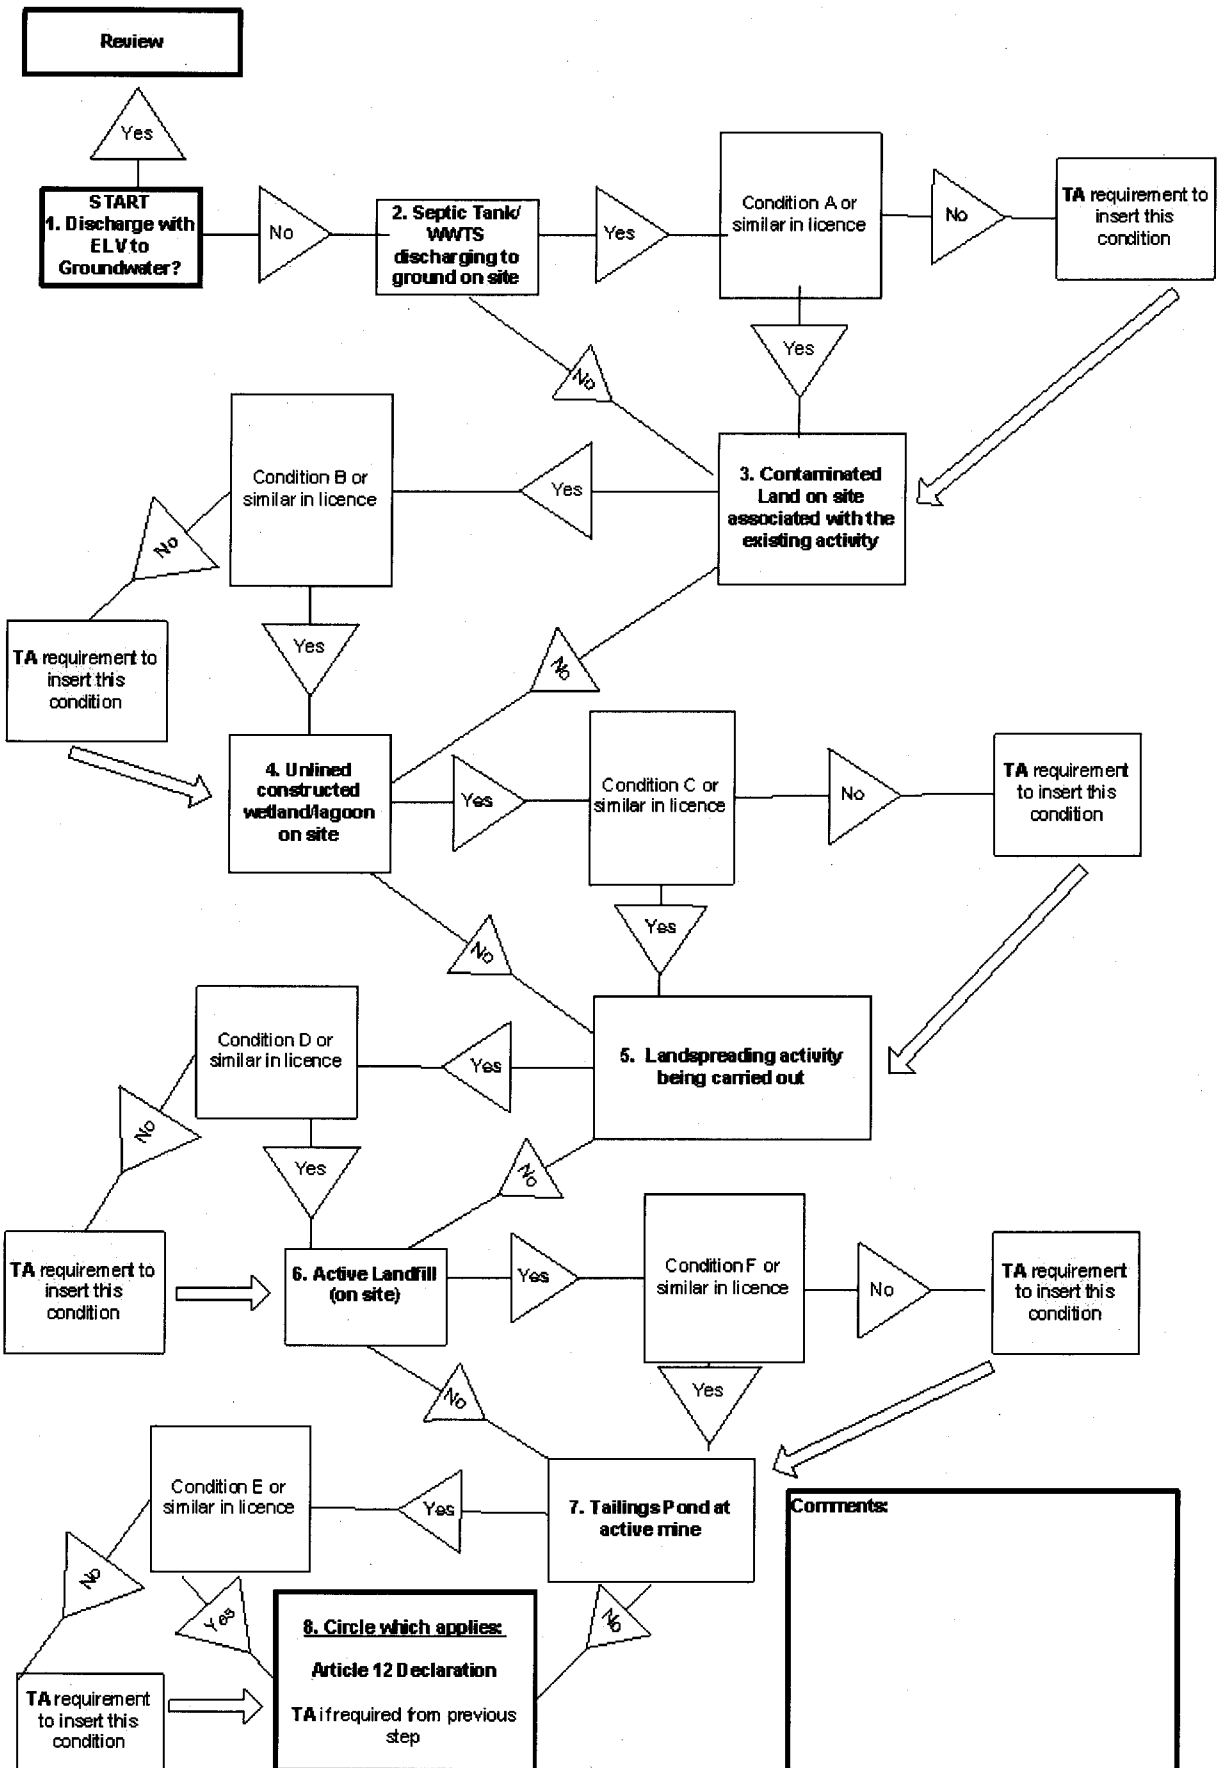 Review
Yes
START
1. Discharge with
ELV to
Groundwater?
No
2. Septic Tank/
WWTS
discharging to
ground on site
Yes
Condition A or
similar in licence
No
TA requirement to
insert this
condition
Yes
No
3. Contaminated
Land on site
associated with the
existing activity
Yes
Condition B or
similar in licence
No
TA requirement to
insert this
condition
Yes
No
4. Unlined
constructed
wetland/lagoon
on site
Yes
Condition C or
similar in licence
No
TA requirement
to insert this
condition
Yes
No
5. Landspreading activity
being carried out
Yes
Condition D or
similar in licence
No
TA requirement to
insert this
condition
Yes
No
6. Active Landfill
(on site)
Yes
Condition F or
similar in licence
No
TA requirement
to insert this
condition
Yes
No
7. Tailings Pond at
active mine
Yes
Condition E or
similar in licence
No
TA requirement
to insert this
condition
Yes
No
8. Circle which applies:
Article 12 Declaration
TA if required from previous
step
Comments: